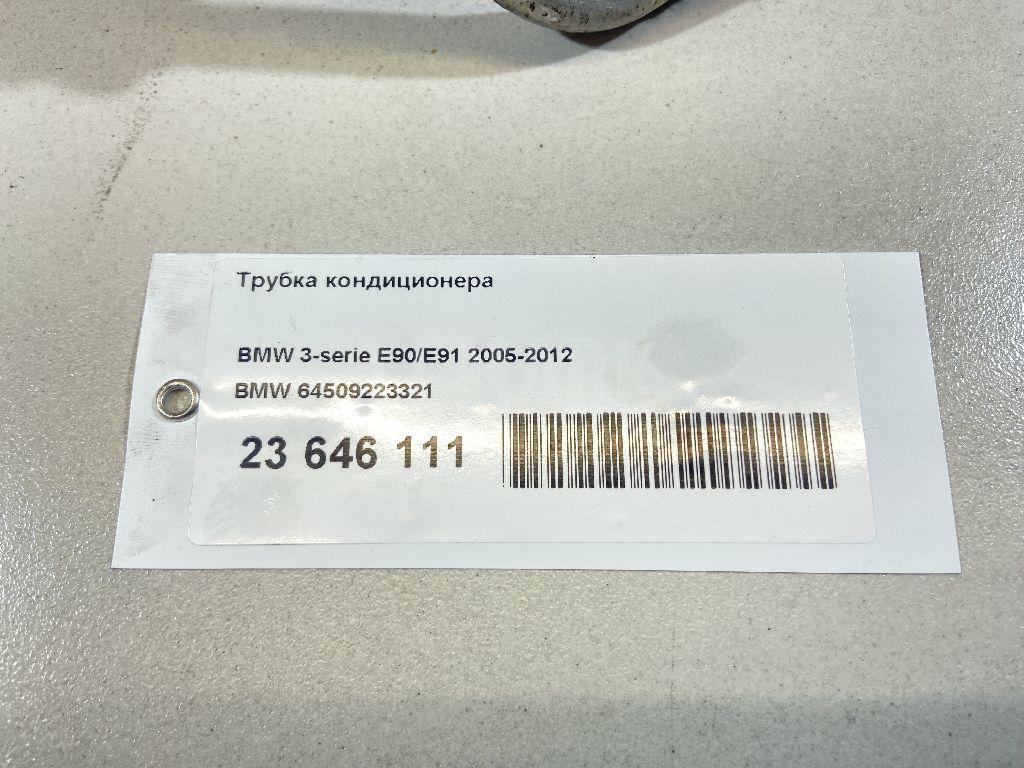 Трубка кондиционера
BMW 3-serie E90/E91 2005-2012
BMW 64509223321
23 646 111